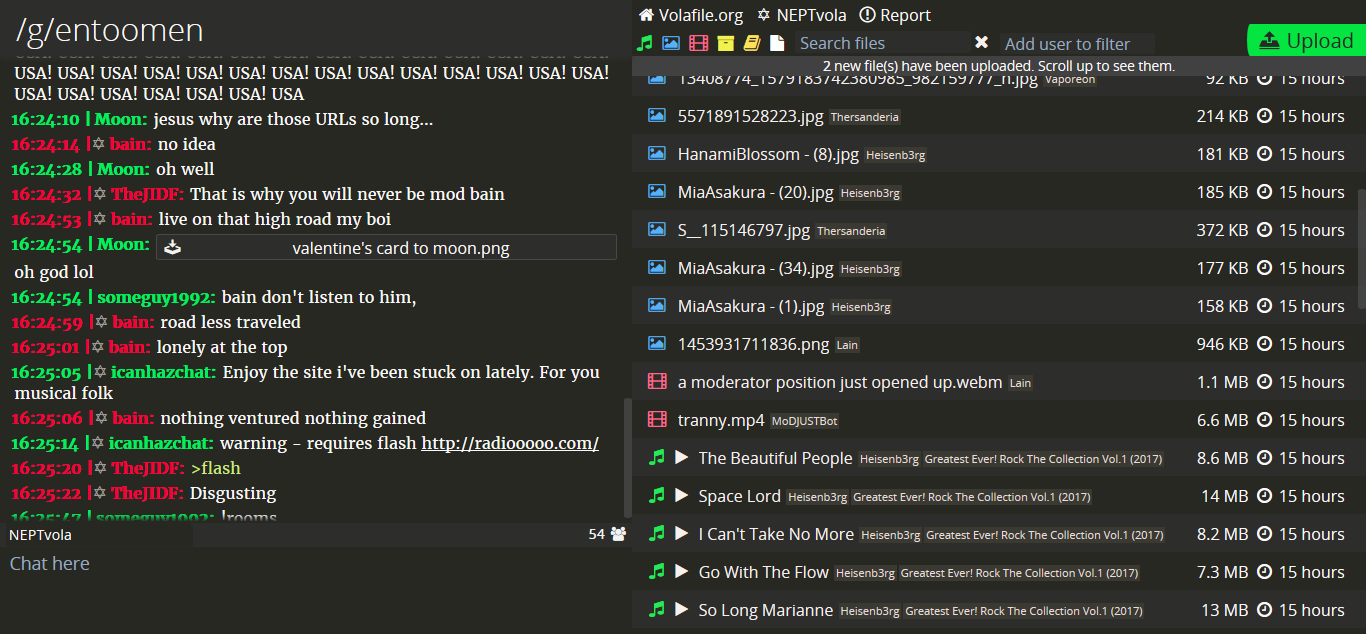 /g/entoomen
USA! USA! USA! USA! USA! USA! USA! USA! USA! USA! USA! USA! USA! USA!
USA! USA! USA! USA! USA! USA! USA
16:24:10 | Moon: jesus why are those URLs so long...
16:24:14 |✡ bain: no idea
16:24:28 | Moon: oh well
16:24:32 |✡ TheJIDF: That is why you will never be mod bain
16:24:53 |✡ bain: live on that high road my boi
16:24:54 | Moon: valentine's card to moon.png
oh god lol
16:24:54 | someguy1992: bain don't listen to him,
16:24:59 |✡ bain: road less traveled
16:25:01 |✡ bain: lonely at the top
16:25:05 |✡ icanhazchat: Enjoy the site i've been stuck on lately. For you
musical folk
16:25:06 |✡ bain: nothing ventured nothing gained
16:25:14 |✡ icanhazchat: warning - requires flash http://radiooooo.com/
16:25:20 |✡ TheJIDF: >flash
16:25:22 |✡ TheJIDF: Disgusting
16:25:47 | someguy1992: !rooms
NEPTvola 54
Chat here
Volafile.org ✡ NEPTvola Report
Search files Add user to filter Upload
2 new file(s) have been uploaded. Scroll up to see them.
13408774_1579183742380985_982159777_n.jpg Vaporeon 92 KB 15 hours
5571891528223.jpg Thersanderia 214 KB 15 hours
HanamiBlossom - (8).jpg Heisenb3rg 181 KB 15 hours
MiaAsakura - (20).jpg Heisenb3rg 185 KB 15 hours
S__115146797.jpg Thersanderia 372 KB 15 hours
MiaAsakura - (34).jpg Heisenb3rg 177 KB 15 hours
MiaAsakura - (1).jpg Heisenb3rg 158 KB 15 hours
1453931711836.png Lain 946 KB 15 hours
a moderator position just opened up.webm Lain 1.1 MB 15 hours
tranny.mp4 MoDJUSTBot 6.6 MB 15 hours
The Beautiful People Heisenb3rg Greatest Ever! Rock The Collection Vol.1 (2017) 8.6 MB 15 hours
Space Lord Heisenb3rg Greatest Ever! Rock The Collection Vol.1 (2017) 14 MB 15 hours
I Can't Take No More Heisenb3rg Greatest Ever! Rock The Collection Vol.1 (2017) 8.2 MB 15 hours
Go With The Flow Heisenb3rg Greatest Ever! Rock The Collection Vol.1 (2017) 7.3 MB 15 hours
So Long Marianne Heisenb3rg Greatest Ever! Rock The Collection Vol.1 (2017) 13 MB 15 hours